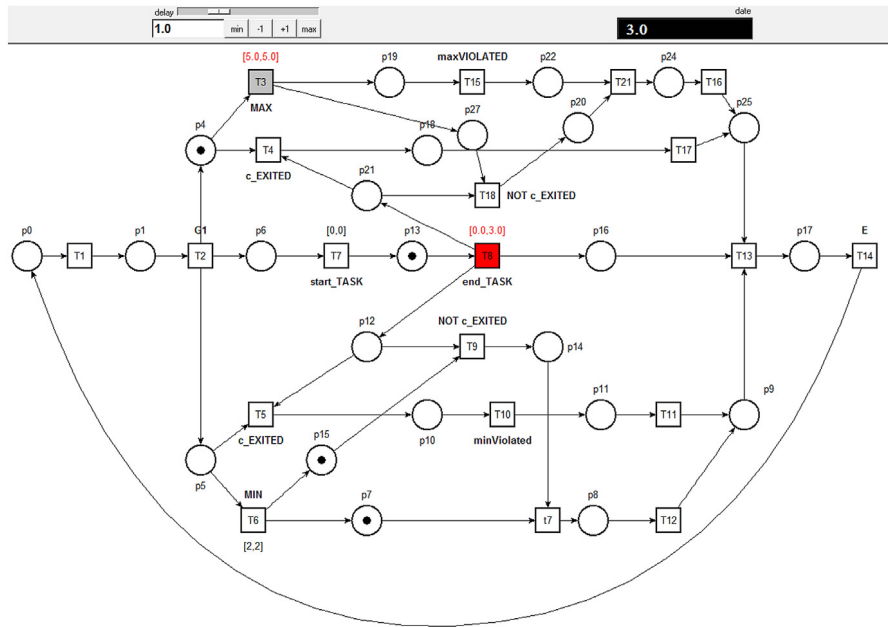 delay
date
1.0
min
-1
+1
max
3.0
[5.0,5.0]
p19
maxVIOLATED
p22
p24
T3
T15
T21
T16
MAX
p27
p20
p25
p4
p18
T4
T17
c_EXITED
p21
T18
NOT c_EXITED
p0
p1
G1
p6
[0,0]
p13
[0.0,3.0]
p16
p17
E
T1
T2
T7
T8
T13
T14
start_TASK
end_TASK
p12
NOT c_EXITED
T9
p14
p11
p9
T5
T10
T11
c_EXITED
p15
p10
minViolated
p5
MIN
p7
p8
T6
t7
T12
[2,2]